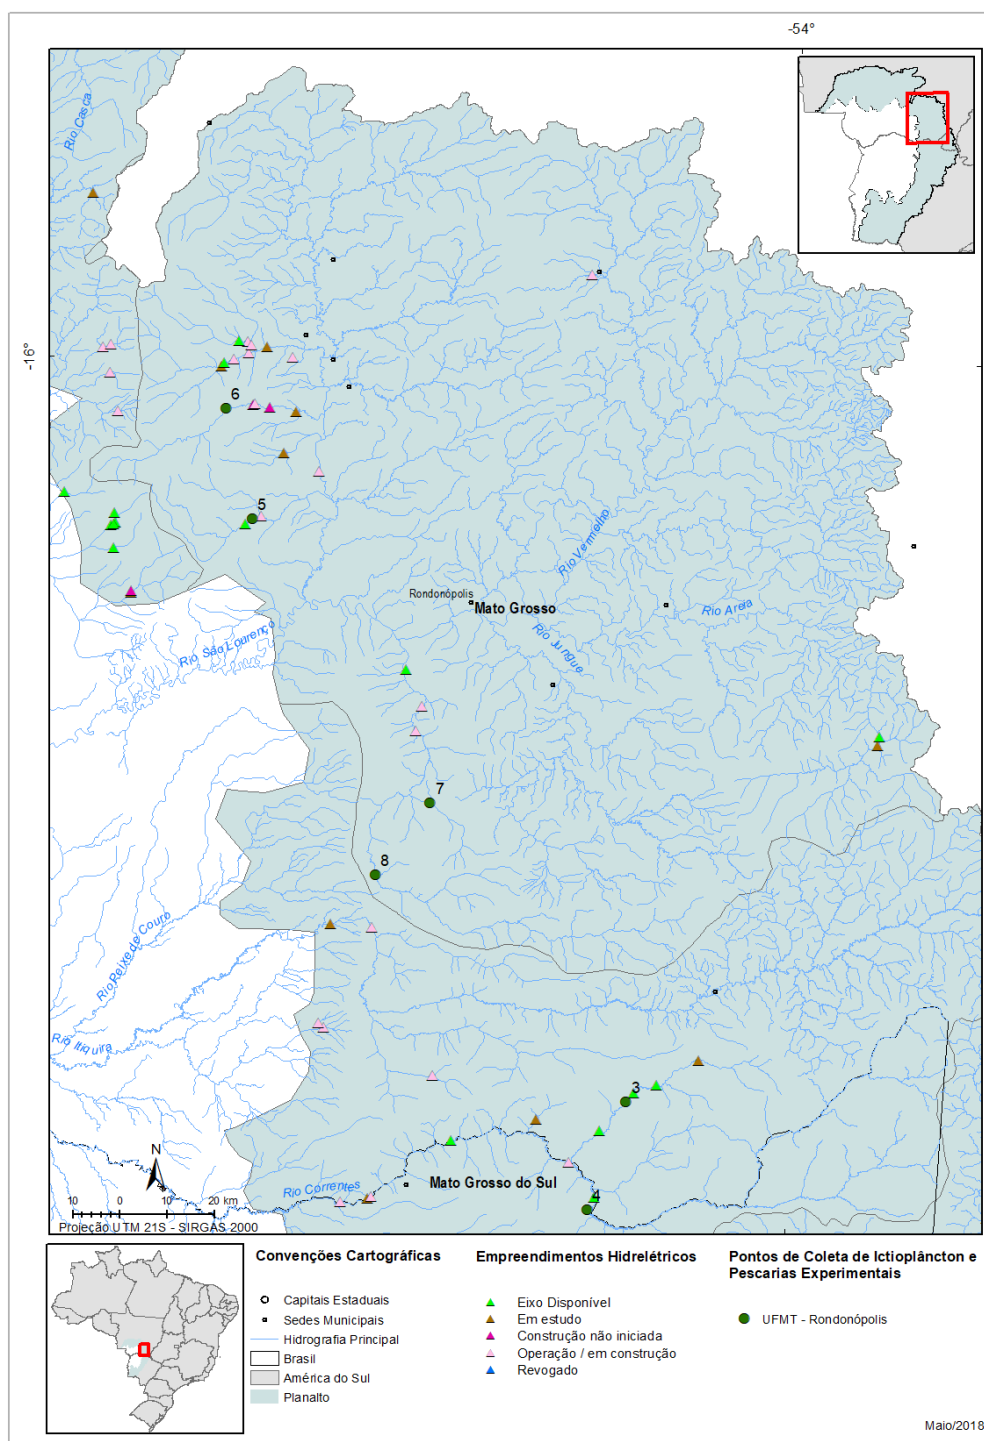 -54°
Rio Casca
-16°
6
5
Rio Vermelho
Rondonópolis
Mato Grosso
Rio Areia
Rio Jungue
Rio São Lourenço
7
8
Rio Peixe de Couro
Rio Itiquira
3
N
Mato Grosso do Sul
Rio Correntes
4
10 0 10 20 km
Projeção UTM 21S - SIRGAS 2000
Convenções Cartográficas
Capitais Estaduais
Sedes Municipais
Hidrografia Principal
Brasil
América do Sul
Planalto
Empreendimentos Hidrelétricos
Eixo Disponível
Em estudo
Construção não iniciada
Operação / em construção
Revogado
Pontos de Coleta de Ictioplâncton e
Pescarias Experimentais
UFMT - Rondonópolis
Maio/2018